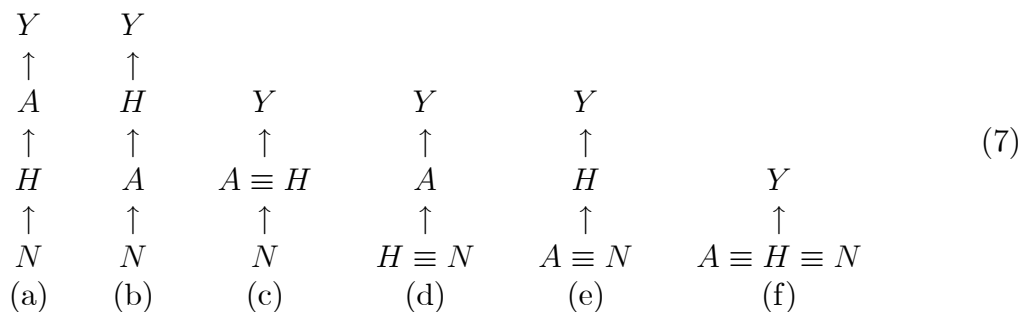 Y Y
↑ ↑
A H Y Y Y
↑ ↑ ↑ ↑ ↑ (7)
H A A ≡ H A H Y
↑ ↑ ↑ ↑ ↑ ↑
N N N H ≡ N A ≡ N A ≡ H ≡ N
(a) (b) (c) (d) (e) (f)